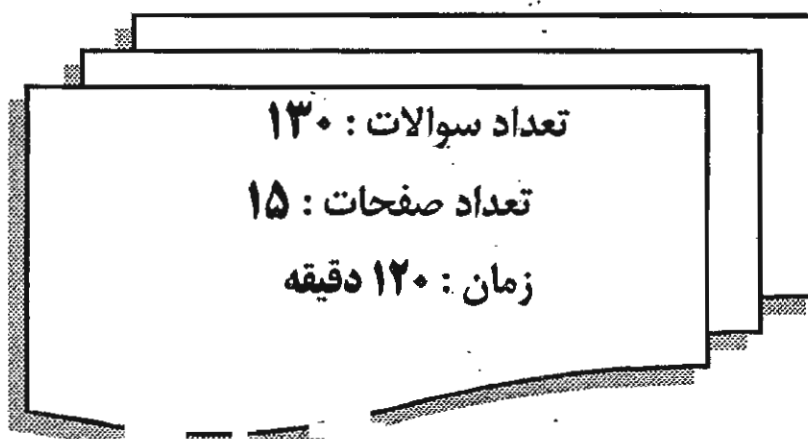 تعداد سوالات : ۱۳۰
تعداد صفحات : ۱۵
زمان : ۱۲۰ دقیقه